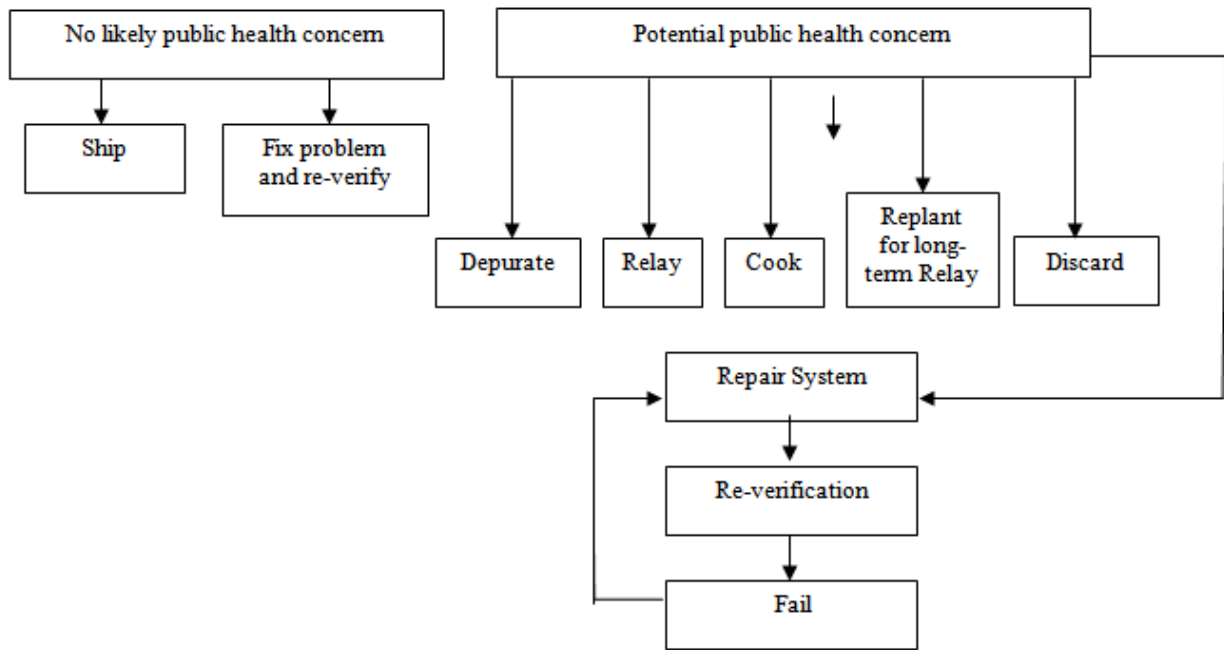 No likely public health concern
Potential public health concern
Ship
Fix problem
and re-verify
Depurate
Relay
Cook
Replant
for long-
term Relay
Discard
Repair System
Re-verification
Fail